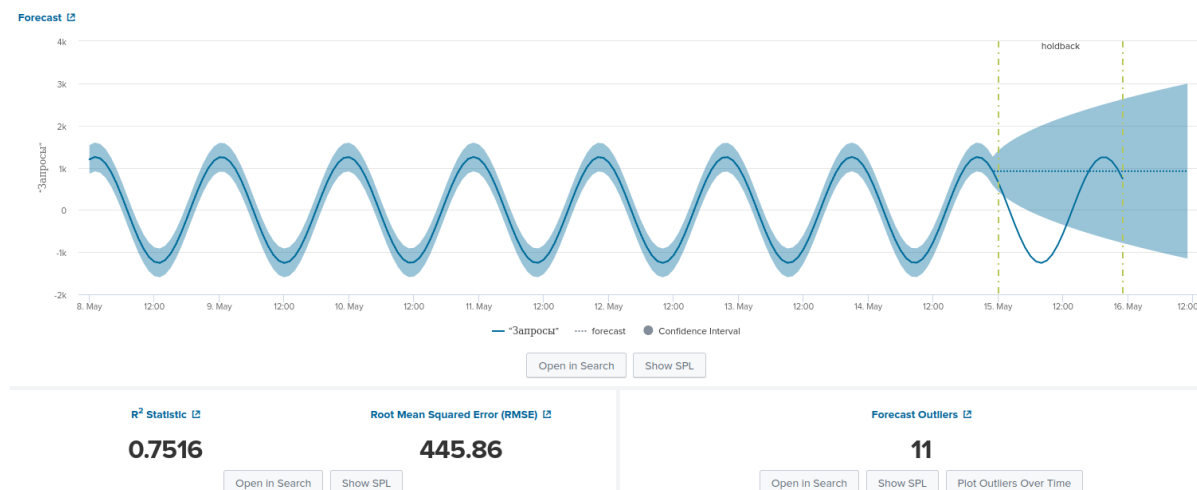 Forecast
holdback
4k
3k
2k
1k
0
-1k
-2k
"Запросы"
8. May 12:00 9. May 12:00 10. May 12:00 11. May 12:00 12. May 12:00 13. May 12:00 14. May 12:00 15. May 12:00 16. May 12:00
"Запросы" forecast Confidence Interval
Open in Search Show SPL
R² Statistic Root Mean Squared Error (RMSE) Forecast Outliers
0.7516 445.86 11
Open in Search Show SPL Open in Search Show SPL Plot Outliers Over Time